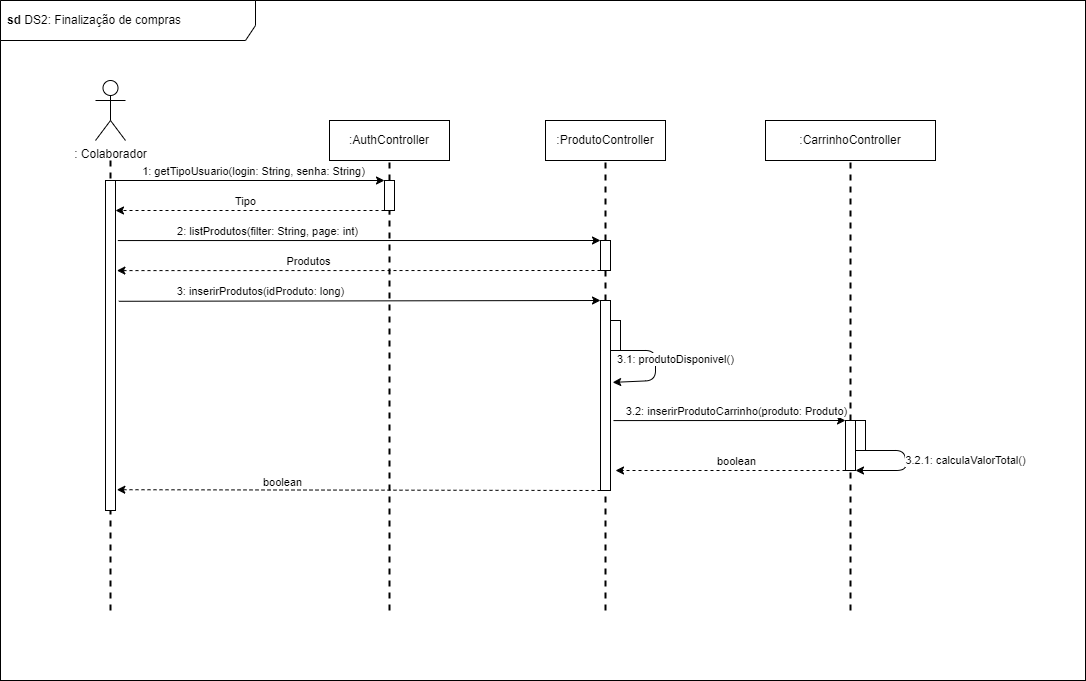 sd DS2: Finalização de compras
: Colaborador
:AuthController
:ProdutoController
:CarrinhoController
1: getTipoUsuario(login: String, senha: String)
Tipo
2: listProdutos(filter: String, page: int)
Produtos
3: inserirProdutos(idProduto: long)
3.1: produtoDisponivel()
3.2: inserirProdutoCarrinho(produto: Produto)
3.2.1: calculaValorTotal()
boolean
boolean